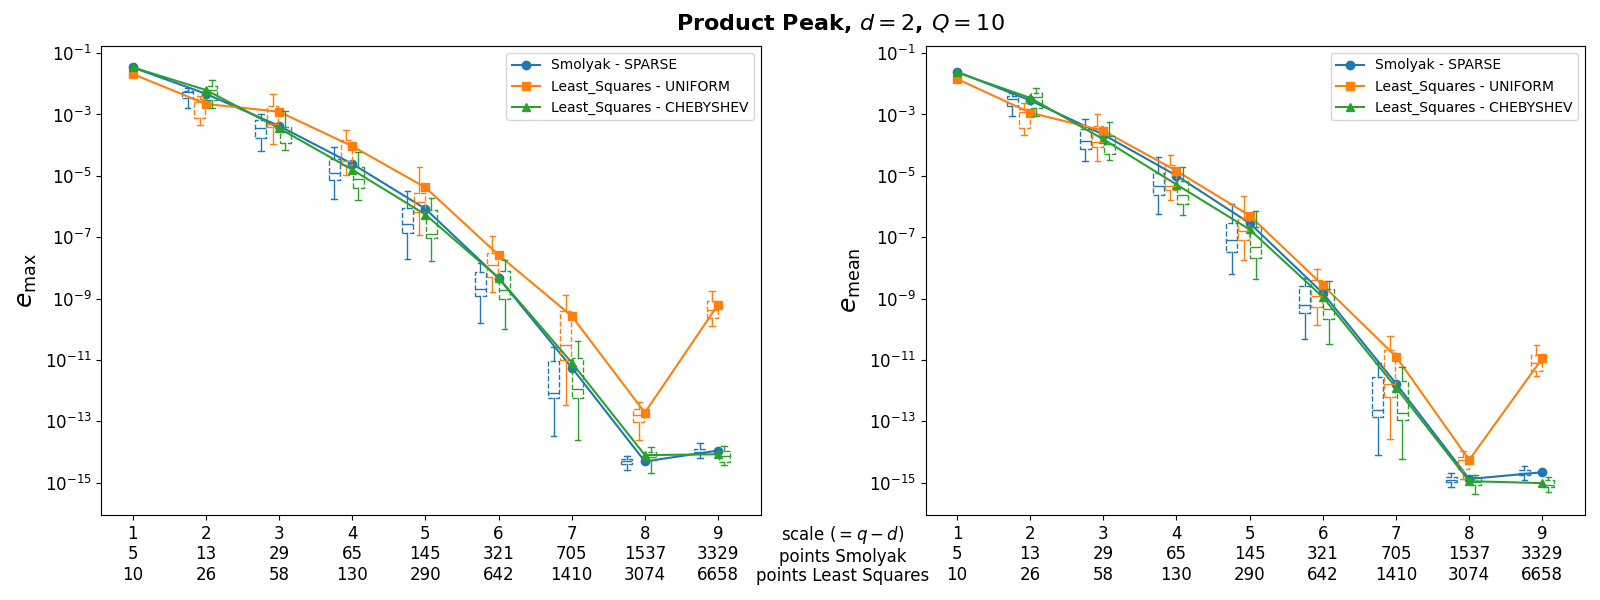 Product Peak, d = 2, Q = 10
10⁻¹
10⁻³
10⁻⁵
10⁻⁷
10⁻⁹
10⁻¹¹
10⁻¹³
10⁻¹⁵
e_max
Smolyak - SPARSE
Least_Squares - UNIFORM
Least_Squares - CHEBYSHEV
10⁻¹
10⁻³
10⁻⁵
10⁻⁷
10⁻⁹
10⁻¹¹
10⁻¹³
10⁻¹⁵
e_mean
Smolyak - SPARSE
Least_Squares - UNIFORM
Least_Squares - CHEBYSHEV
1 2 3 4 5 6 7 8 9 scale (= q − d) 1 2 3 4 5 6 7 8 9
5 13 29 65 145 321 705 1537 3329 points Smolyak 5 13 29 65 145 321 705 1537 3329
10 26 58 130 290 642 1410 3074 6658 points Least Squares 10 26 58 130 290 642 1410 3074 6658